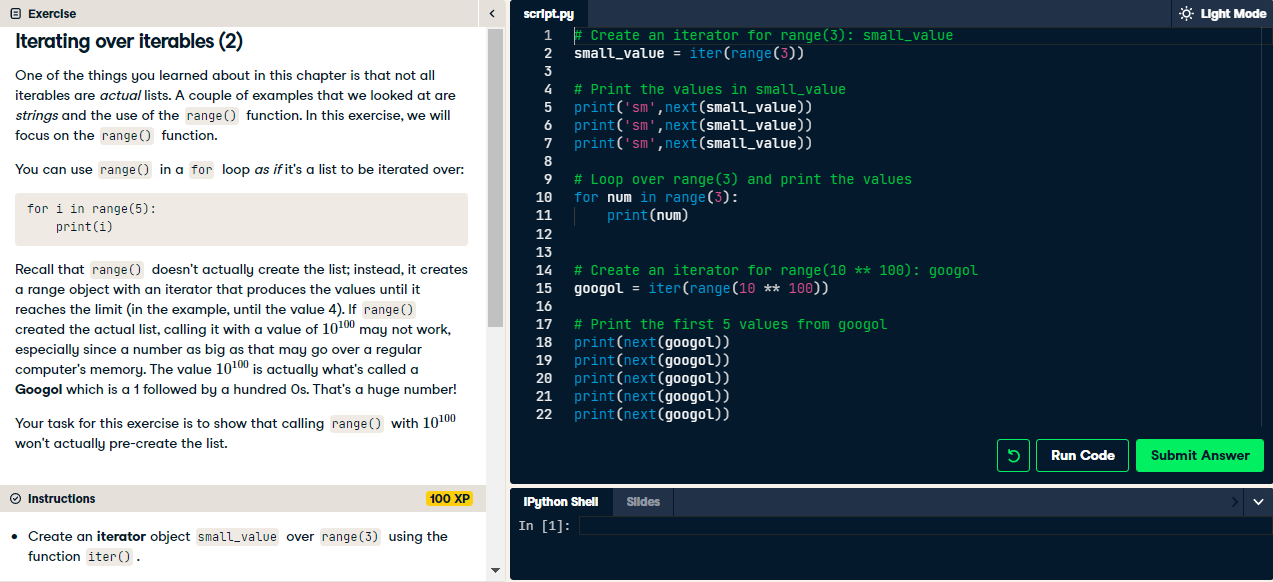 Exercise
Iterating over iterables (2)
One of the things you learned about in this chapter is that not all
iterables are actual lists. A couple of examples that we looked at are
strings and the use of the range() function. In this exercise, we will
focus on the range() function.
You can use range() in a for loop as if it's a list to be iterated over:
for i in range(5):
    print(i)
Recall that range() doesn't actually create the list; instead, it creates
a range object with an iterator that produces the values until it
reaches the limit (in the example, until the value 4). If range()
created the actual list, calling it with a value of 10^100 may not work,
especially since a number as big as that may go over a regular
computer's memory. The value 10^100 is actually what's called a
Googol which is a 1 followed by a hundred 0s. That's a huge number!
Your task for this exercise is to show that calling range() with 10^100
won't actually pre-create the list.
Instructions 100 XP
• Create an iterator object small_value over range(3) using the
function iter() .
script.py Light Mode
1 # Create an iterator for range(3): small_value
2 small_value = iter(range(3))
3
4 # Print the values in small_value
5 print('sm',next(small_value))
6 print('sm',next(small_value))
7 print('sm',next(small_value))
8
9 # Loop over range(3) and print the values
10 for num in range(3):
11     print(num)
12
13
14 # Create an iterator for range(10 ** 100): googol
15 googol = iter(range(10 ** 100))
16
17 # Print the first 5 values from googol
18 print(next(googol))
19 print(next(googol))
20 print(next(googol))
21 print(next(googol))
22 print(next(googol))
Run Code Submit Answer
IPython Shell Slides
In [1]: